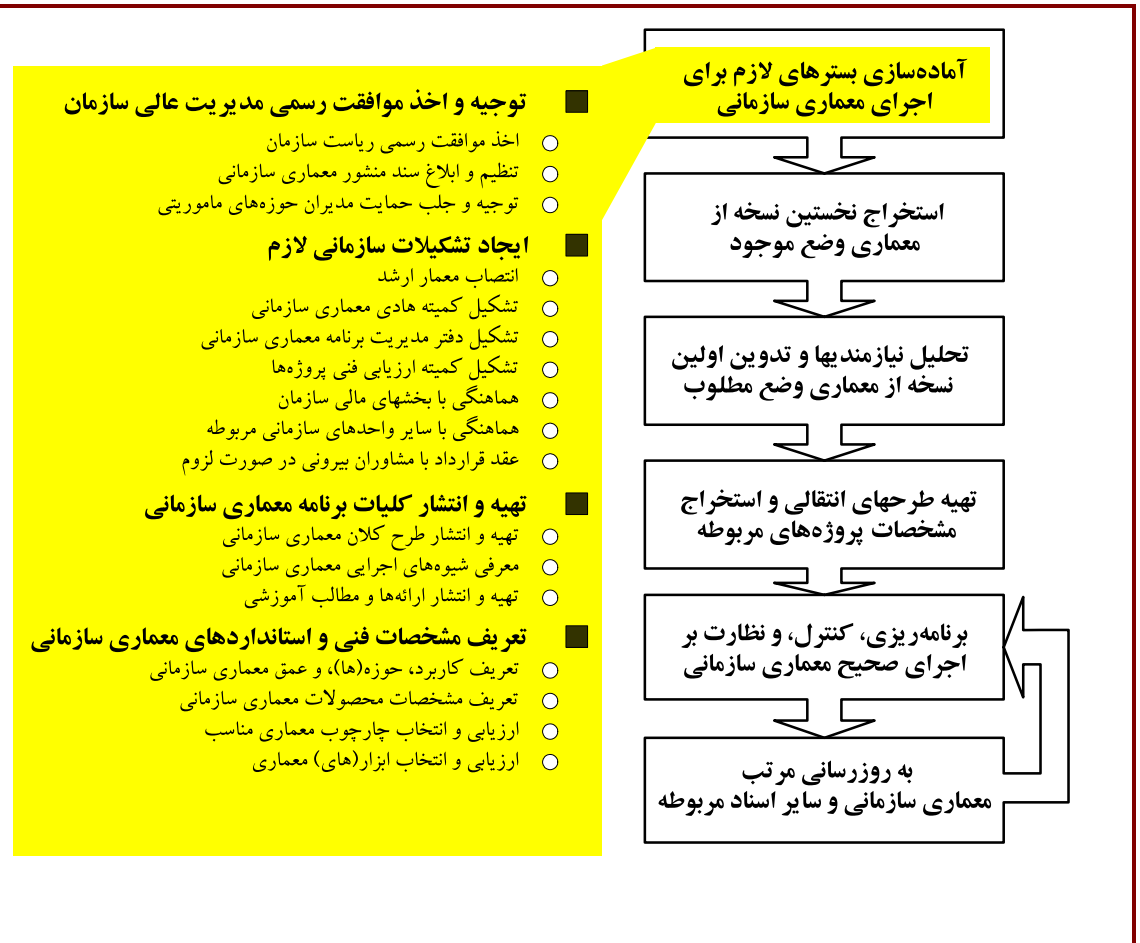 آماده‌سازی بسترهای لازم برای
اجرای معماری سازمانی
استخراج نخستین نسخه از
معماری وضع موجود
تحلیل نیازمندیها و تدوین اولین
نسخه از معماری وضع مطلوب
تهیه طرحهای انتقالی و استخراج
مشخصات پروژه‌های مربوطه
برنامه‌ریزی، کنترل، و نظارت بر
اجرای صحیح معماری سازمانی
به روزرسانی مرتب
معماری سازمانی و سایر اسناد مربوطه
توجیه و اخذ موافقت رسمی مدیریت عالی سازمان
اخذ موافقت رسمی ریاست سازمان
تنظیم و ابلاغ سند منشور معماری سازمانی
توجیه و جلب حمایت مدیران حوزه‌های ماموریتی
ایجاد تشکیلات سازمانی لازم
انتصاب معمار ارشد
تشکیل کمیته هادی معماری سازمانی
تشکیل دفتر مدیریت برنامه معماری سازمانی
تشکیل کمیته ارزیابی فنی پروژه‌ها
هماهنگی با بخشهای مالی سازمان
هماهنگی با سایر واحدهای سازمانی مربوطه
عقد قرارداد با مشاوران بیرونی در صورت لزوم
تهیه و انتشار کلیات برنامه معماری سازمانی
تهیه و انتشار طرح کلان معماری سازمانی
معرفی شیوه‌های اجرایی معماری سازمانی
تهیه و انتشار ارائه‌ها و مطالب آموزشی
تعریف مشخصات فنی و استانداردهای معماری سازمانی
تعریف کاربرد، حوزه(ها)، و عمق معماری سازمانی
تعریف مشخصات محصولات معماری سازمانی
ارزیابی و انتخاب چارچوب معماری مناسب
ارزیابی و انتخاب ابزار(های) معماری